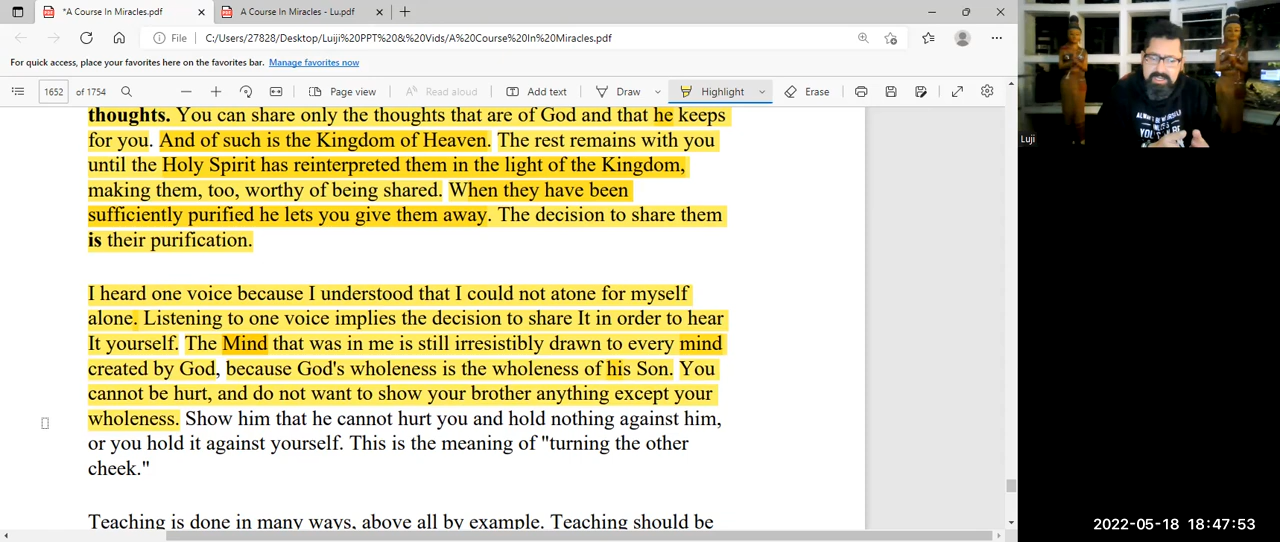 *A Course In Miracles.pdf
A Course In Miracles - Lu.pdf
File
C:/Users/27828/Desktop/Luiji%20PPT%20&%20Vids/A%20Course%20In%20Miracles.pdf
For quick access, place your favorites here on the favorites bar. Manage favorites now
1652 of 1754
Page view
Read aloud
Add text
Draw
Highlight
Erase
thoughts. You can share only the thoughts that are of God and that he keeps
for you. And of such is the Kingdom of Heaven. The rest remains with you
until the Holy Spirit has reinterpreted them in the light of the Kingdom,
making them, too, worthy of being shared. When they have been
sufficiently purified he lets you give them away. The decision to share them
is their purification.
I heard one voice because I understood that I could not atone for myself
alone. Listening to one voice implies the decision to share It in order to hear
It yourself. The Mind that was in me is still irresistibly drawn to every mind
created by God, because God's wholeness is the wholeness of his Son. You
cannot be hurt, and do not want to show your brother anything except your
wholeness. Show him that he cannot hurt you and hold nothing against him,
or you hold it against yourself. This is the meaning of "turning the other
cheek."
Teaching is done in many ways, above all by example. Teaching should be
Luji
2022-05-18 18:47:53